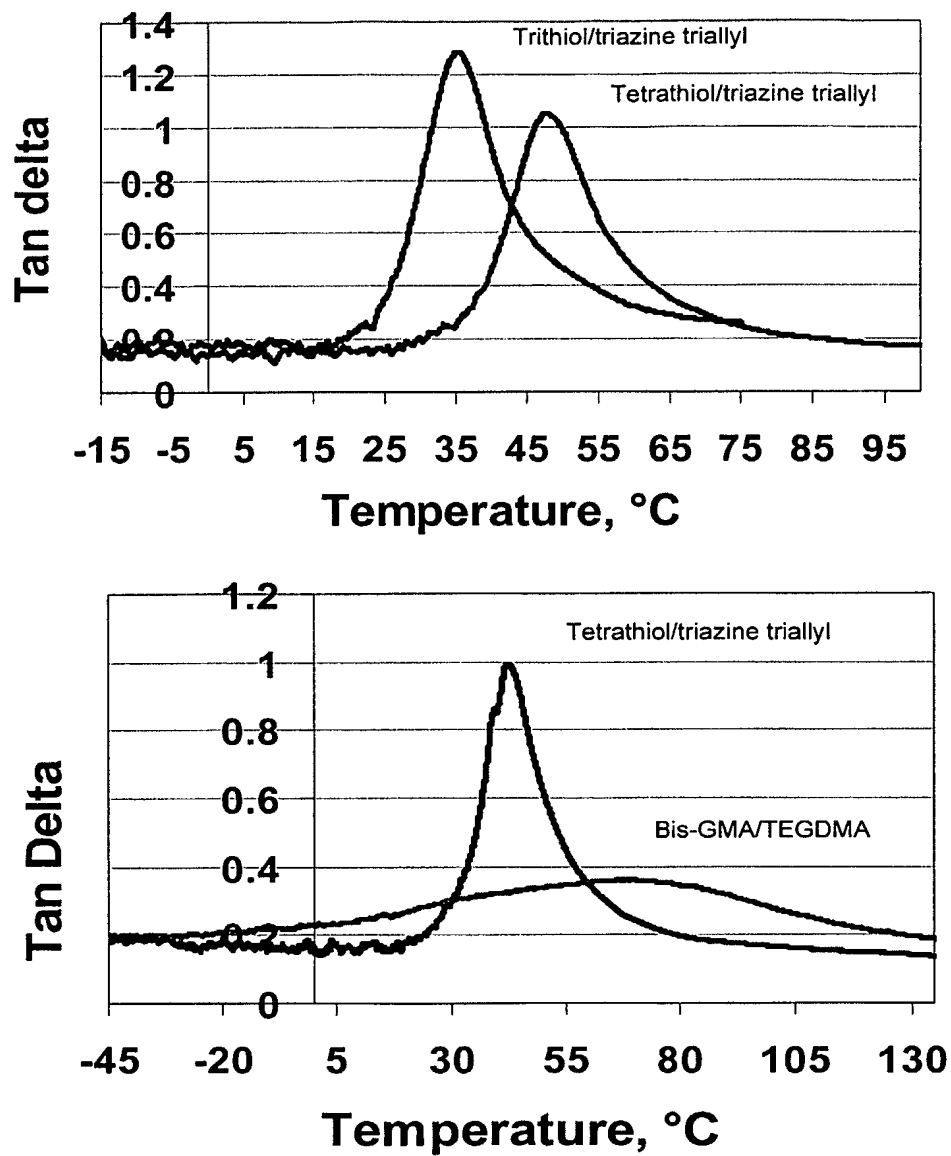 1.4
Trithiol/triazine triallyl
1.2
Tetrathiol/triazine triallyl
1
0.8
0.6
0.4
0.2
0
Tan delta
-15 -5 5 15 25 35 45 55 65 75 85 95
Temperature, °C
1.2
Tetrathiol/triazine triallyl
1
0.8
0.6
Bis-GMA/TEGDMA
0.4
0.2
0
Tan Delta
-45 -20 5 30 55 80 105 130
Temperature, °C